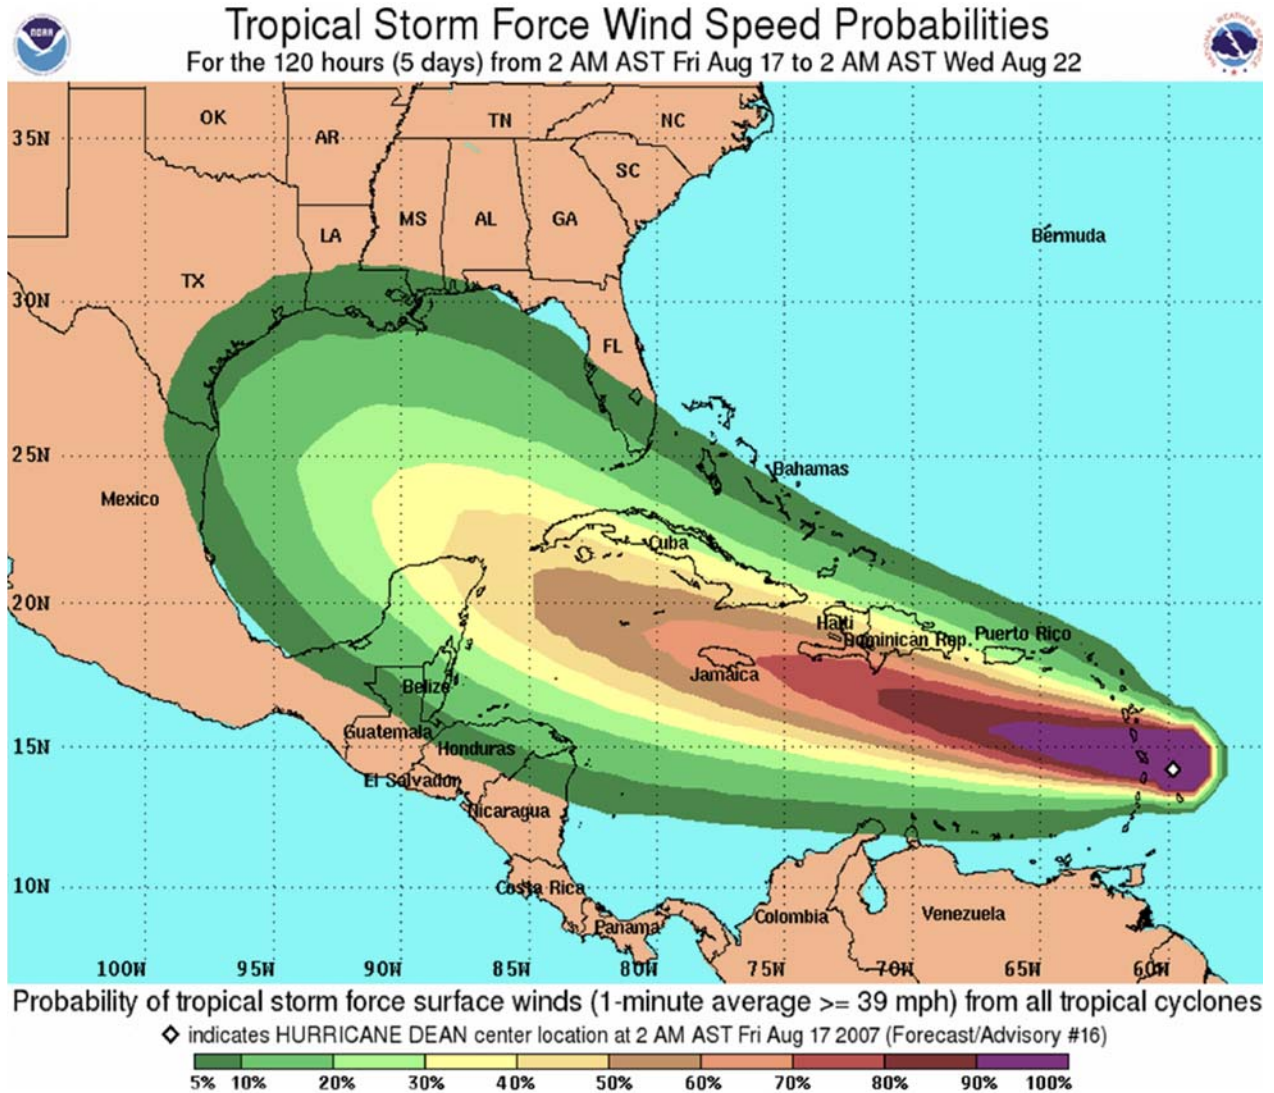 Tropical Storm Force Wind Speed Probabilities
For the 120 hours (5 days) from 2 AM AST Fri Aug 17 to 2 AM AST Wed Aug 22
NOAA
NATIONAL WEATHER SERVICE
OK
TN
NC
AR
35N
SC
MS
AL
GA
LA
Bermuda
TX
30N
FL
25N
Bahamas
Mexico
Cuba
20N
Haiti
Dominican Rep.
Puerto Rico
Jamaica
Belize
Guatemala
15N
Honduras
El Salvador
Nicaragua
10N
Costa Rica
Panama
Colombia
Venezuela
100W 95W 90W 85W 80W 75W 70W 65W 60W
Probability of tropical storm force surface winds (1-minute average >= 39 mph) from all tropical cyclones
indicates HURRICANE DEAN center location at 2 AM AST Fri Aug 17 2007 (Forecast/Advisory #16)
5% 10% 20% 30% 40% 50% 60% 70% 80% 90% 100%